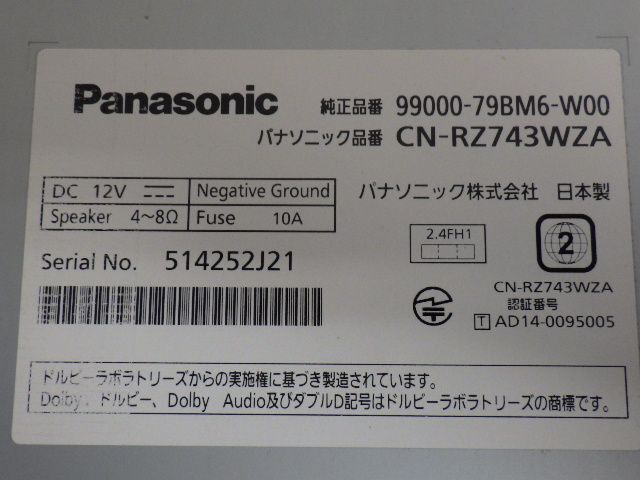 Panasonic 純正品番 99000-79BM6-W00
パナソニック品番 CN-RZ743WZA
DC 12V Negative Ground
Speaker 4~8Ω Fuse 10A
パナソニック株式会社 日本製
2.4FH1
2
Serial No. 514252J21
CN-RZ743WZA
認証番号
T AD14-0095005
ドルビーラボラトリーズからの実施権に基づき製造されています。
Dolby、ドルビー、Dolby Audio及びダブルD記号はドルビーラボラトリーズの商標です。